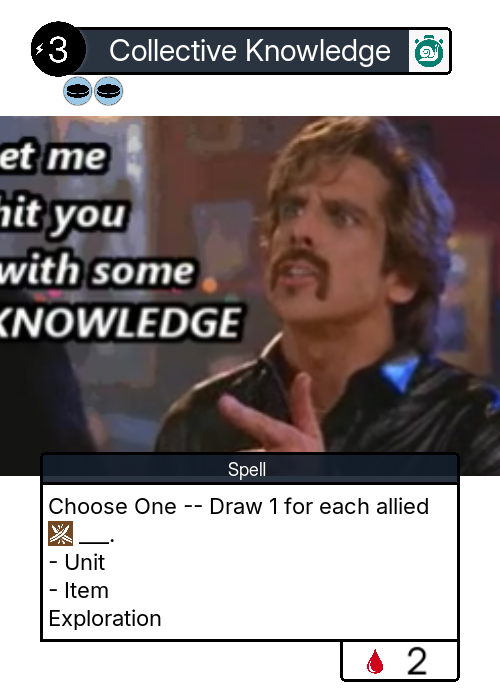 3
Collective Knowledge
et me
hit you
with some
KNOWLEDGE
Spell
Choose One -- Draw 1 for each allied
___.
- Unit
- Item
Exploration
2